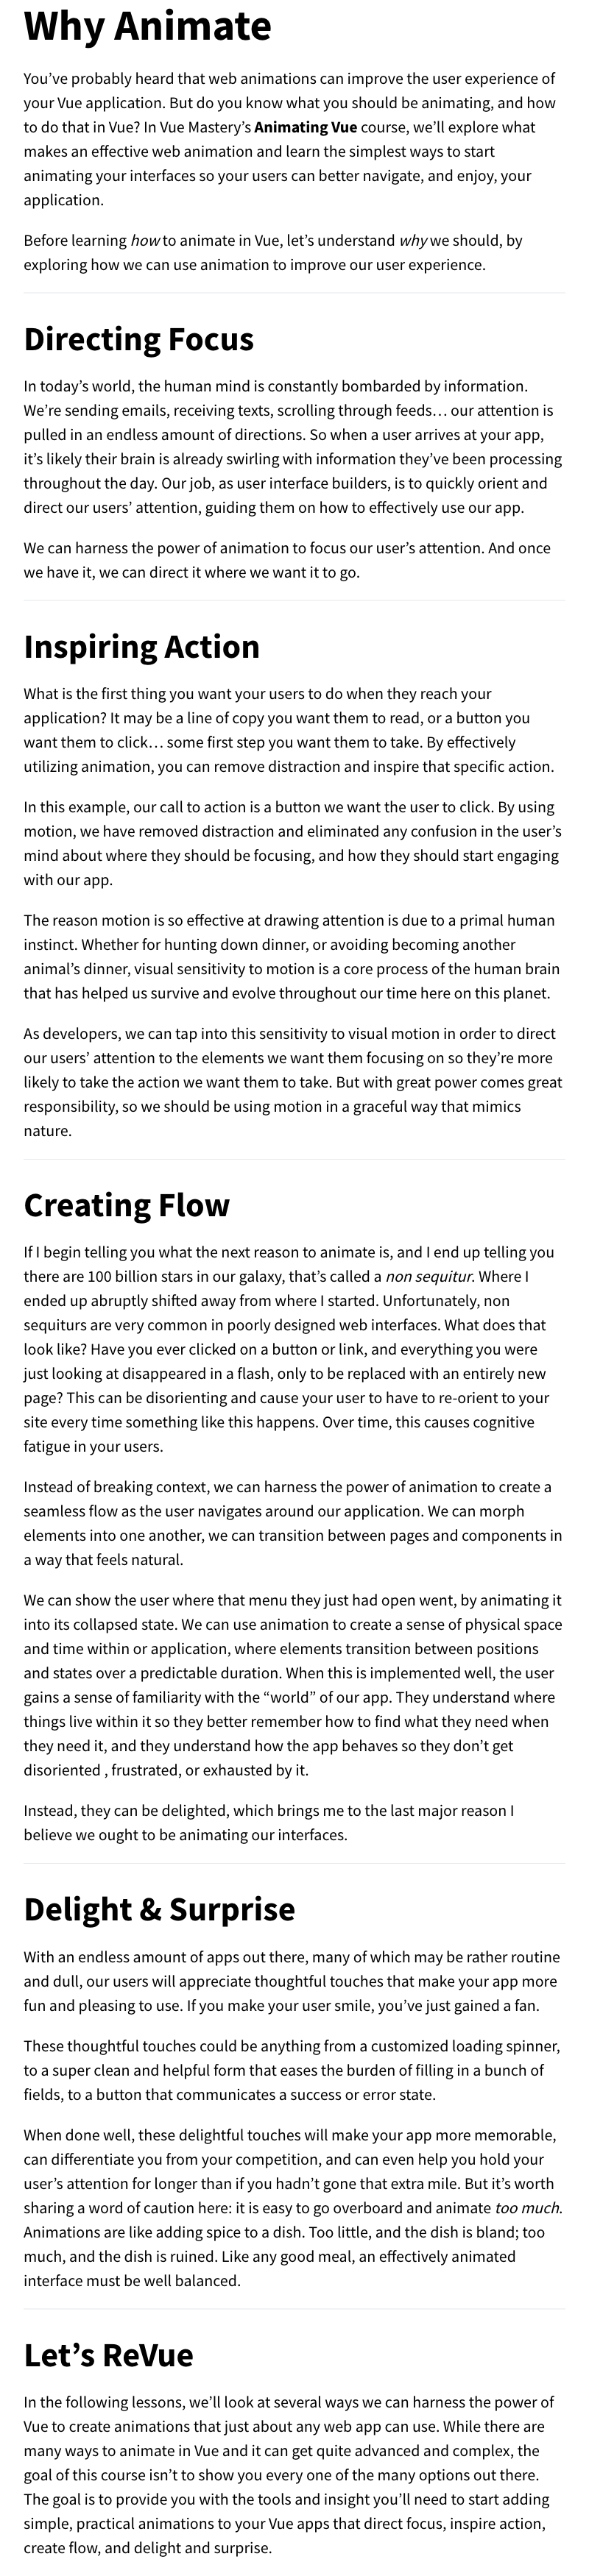 Why Animate
You’ve probably heard that web animations can improve the user experience of
your Vue application. But do you know what you should be animating, and how
to do that in Vue? In Vue Mastery’s Animating Vue course, we’ll explore what
makes an effective web animation and learn the simplest ways to start
animating your interfaces so your users can better navigate, and enjoy, your
application.
Before learning how to animate in Vue, let’s understand why we should, by
exploring how we can use animation to improve our user experience.
Directing Focus
In today’s world, the human mind is constantly bombarded by information.
We’re sending emails, receiving texts, scrolling through feeds… our attention is
pulled in an endless amount of directions. So when a user arrives at your app,
it’s likely their brain is already swirling with information they’ve been processing
throughout the day. Our job, as user interface builders, is to quickly orient and
direct our users’ attention, guiding them on how to effectively use our app.
We can harness the power of animation to focus our user’s attention. And once
we have it, we can direct it where we want it to go.
Inspiring Action
What is the first thing you want your users to do when they reach your
application? It may be a line of copy you want them to read, or a button you
want them to click… some first step you want them to take. By effectively
utilizing animation, you can remove distraction and inspire that specific action.
In this example, our call to action is a button we want the user to click. By using
motion, we have removed distraction and eliminated any confusion in the user’s
mind about where they should be focusing, and how they should start engaging
with our app.
The reason motion is so effective at drawing attention is due to a primal human
instinct. Whether for hunting down dinner, or avoiding becoming another
animal’s dinner, visual sensitivity to motion is a core process of the human brain
that has helped us survive and evolve throughout our time here on this planet.
As developers, we can tap into this sensitivity to visual motion in order to direct
our users’ attention to the elements we want them focusing on so they’re more
likely to take the action we want them to take. But with great power comes great
responsibility, so we should be using motion in a graceful way that mimics
nature.
Creating Flow
If I begin telling you what the next reason to animate is, and I end up telling you
there are 100 billion stars in our galaxy, that’s called a non sequitur. Where I
ended up abruptly shifted away from where I started. Unfortunately, non
sequiturs are very common in poorly designed web interfaces. What does that
look like? Have you ever clicked on a button or link, and everything you were
just looking at disappeared in a flash, only to be replaced with an entirely new
page? This can be disorienting and cause your user to have to re-orient to your
site every time something like this happens. Over time, this causes cognitive
fatigue in your users.
Instead of breaking context, we can harness the power of animation to create a
seamless flow as the user navigates around our application. We can morph
elements into one another, we can transition between pages and components in
a way that feels natural.
We can show the user where that menu they just had open went, by animating it
into its collapsed state. We can use animation to create a sense of physical space
and time within or application, where elements transition between positions
and states over a predictable duration. When this is implemented well, the user
gains a sense of familiarity with the “world” of our app. They understand where
things live within it so they better remember how to find what they need when
they need it, and they understand how the app behaves so they don’t get
disoriented , frustrated, or exhausted by it.
Instead, they can be delighted, which brings me to the last major reason I
believe we ought to be animating our interfaces.
Delight & Surprise
With an endless amount of apps out there, many of which may be rather routine
and dull, our users will appreciate thoughtful touches that make your app more
fun and pleasing to use. If you make your user smile, you’ve just gained a fan.
These thoughtful touches could be anything from a customized loading spinner,
to a super clean and helpful form that eases the burden of filling in a bunch of
fields, to a button that communicates a success or error state.
When done well, these delightful touches will make your app more memorable,
can differentiate you from your competition, and can even help you hold your
user’s attention for longer than if you hadn’t gone that extra mile. But it’s worth
sharing a word of caution here: it is easy to go overboard and animate too much.
Animations are like adding spice to a dish. Too little, and the dish is bland; too
much, and the dish is ruined. Like any good meal, an effectively animated
interface must be well balanced.
Let’s ReVue
In the following lessons, we’ll look at several ways we can harness the power of
Vue to create animations that just about any web app can use. While there are
many ways to animate in Vue and it can get quite advanced and complex, the
goal of this course isn’t to show you every one of the many options out there.
The goal is to provide you with the tools and insight you’ll need to start adding
simple, practical animations to your Vue apps that direct focus, inspire action,
create flow, and delight and surprise.